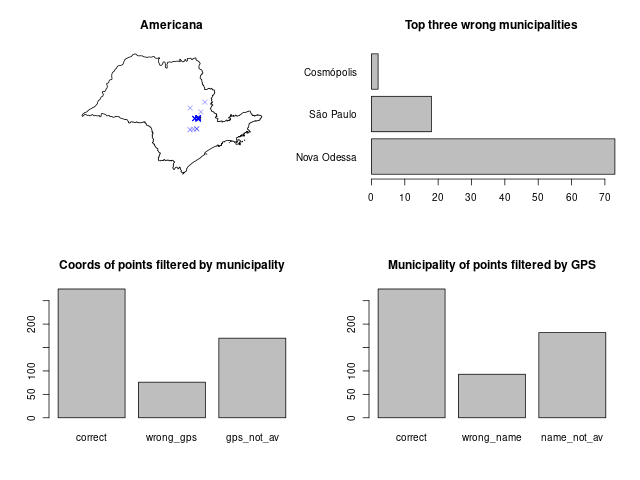 Americana
Top three wrong municipalities
Cosmópolis
São Paulo
Nova Odessa
0 10 20 30 40 50 60 70
Coords of points filtered by municipality
200
100
50
0
correct wrong_gps gps_not_av
Municipality of points filtered by GPS
200
100
50
0
correct wrong_name name_not_av